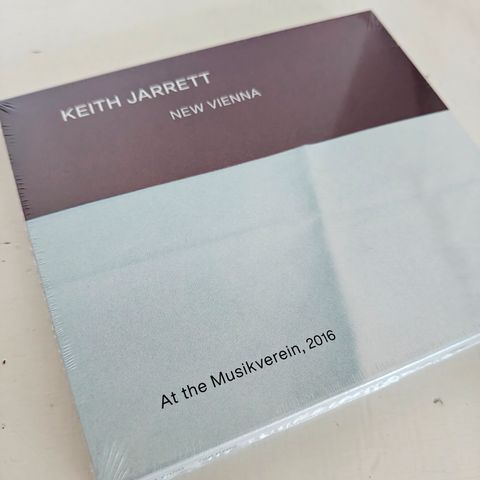 KEITH JARRETT
NEW VIENNA
At the Musikverein, 2016